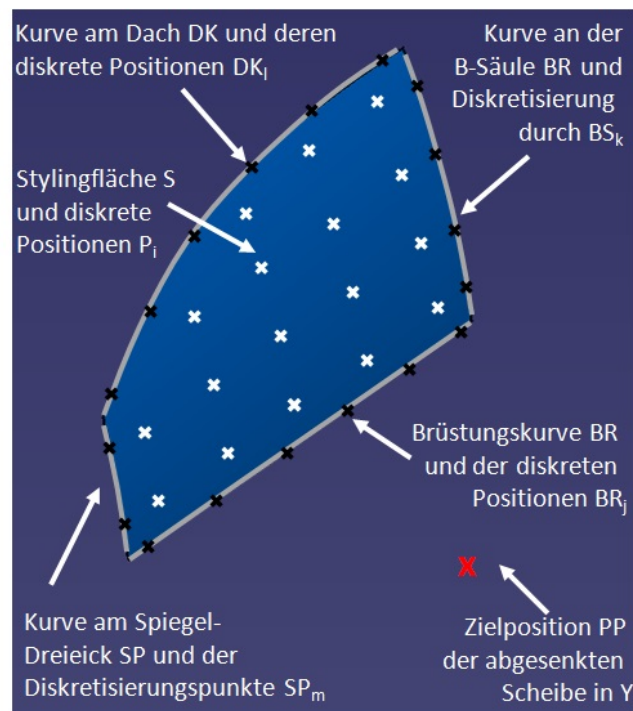 Kurve am Dach DK und deren
diskrete Positionen DKl
Kurve an der
B-Säule BR und
Diskretisierung
durch BSk
Stylingfläche S
und diskrete
Positionen Pi
Brüstungskurve BR
und der diskreten
Positionen BRj
Kurve am Spiegel-
Dreieick SP und der
Diskretisierungspunkte SPm
Zielposition PP
der abgesenkten
Scheibe in Y